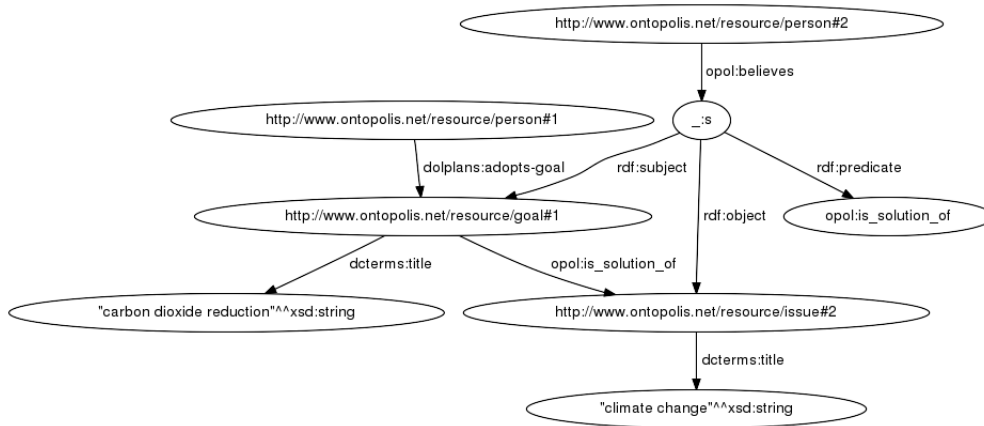 http://www.ontopolis.net/resource/person#2
opol:believes
http://www.ontopolis.net/resource/person#1
_:s
dolplans:adopts-goal
rdf:subject
rdf:predicate
http://www.ontopolis.net/resource/goal#1
rdf:object
opol:is_solution_of
dcterms:title
opol:is_solution_of
"carbon dioxide reduction"^^xsd:string
http://www.ontopolis.net/resource/issue#2
dcterms:title
"climate change"^^xsd:string